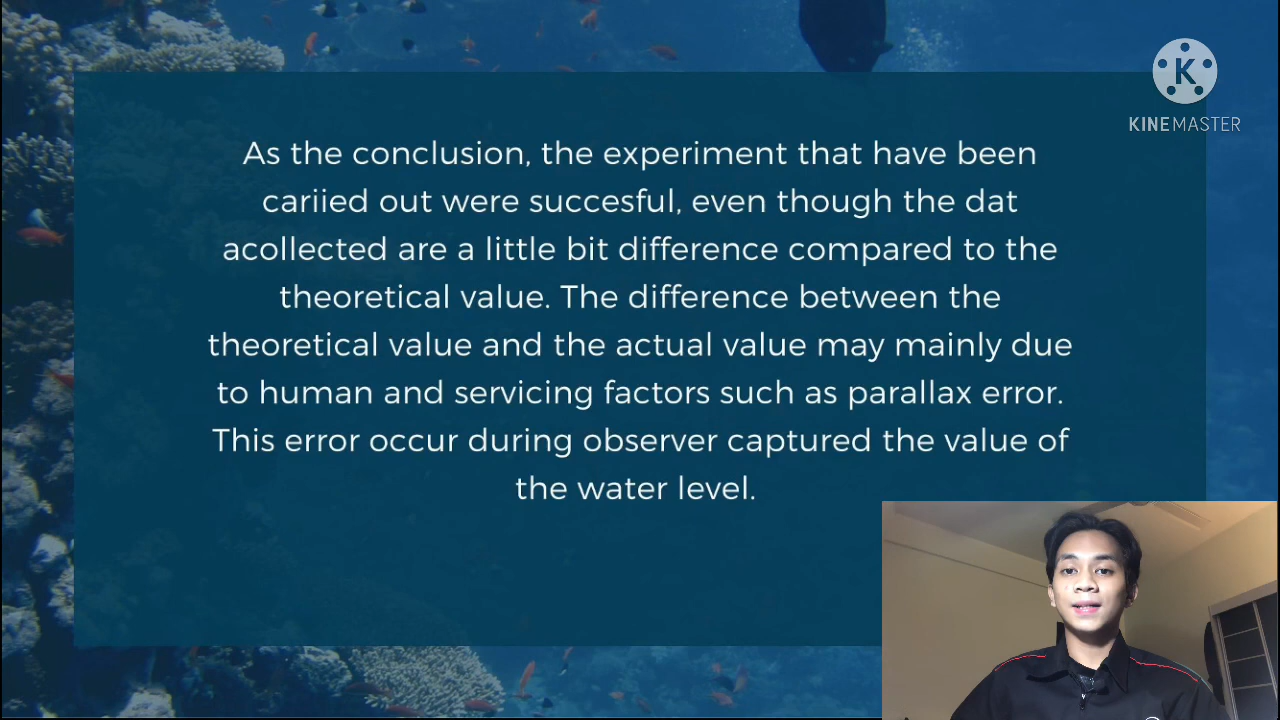 K
KINEMASTER
As the conclusion, the experiment that have been
cariied out were succesful, even though the dat
acollected are a little bit difference compared to the
theoretical value. The difference between the
theoretical value and the actual value may mainly due
to human and servicing factors such as parallax error.
This error occur during observer captured the value of
the water level.